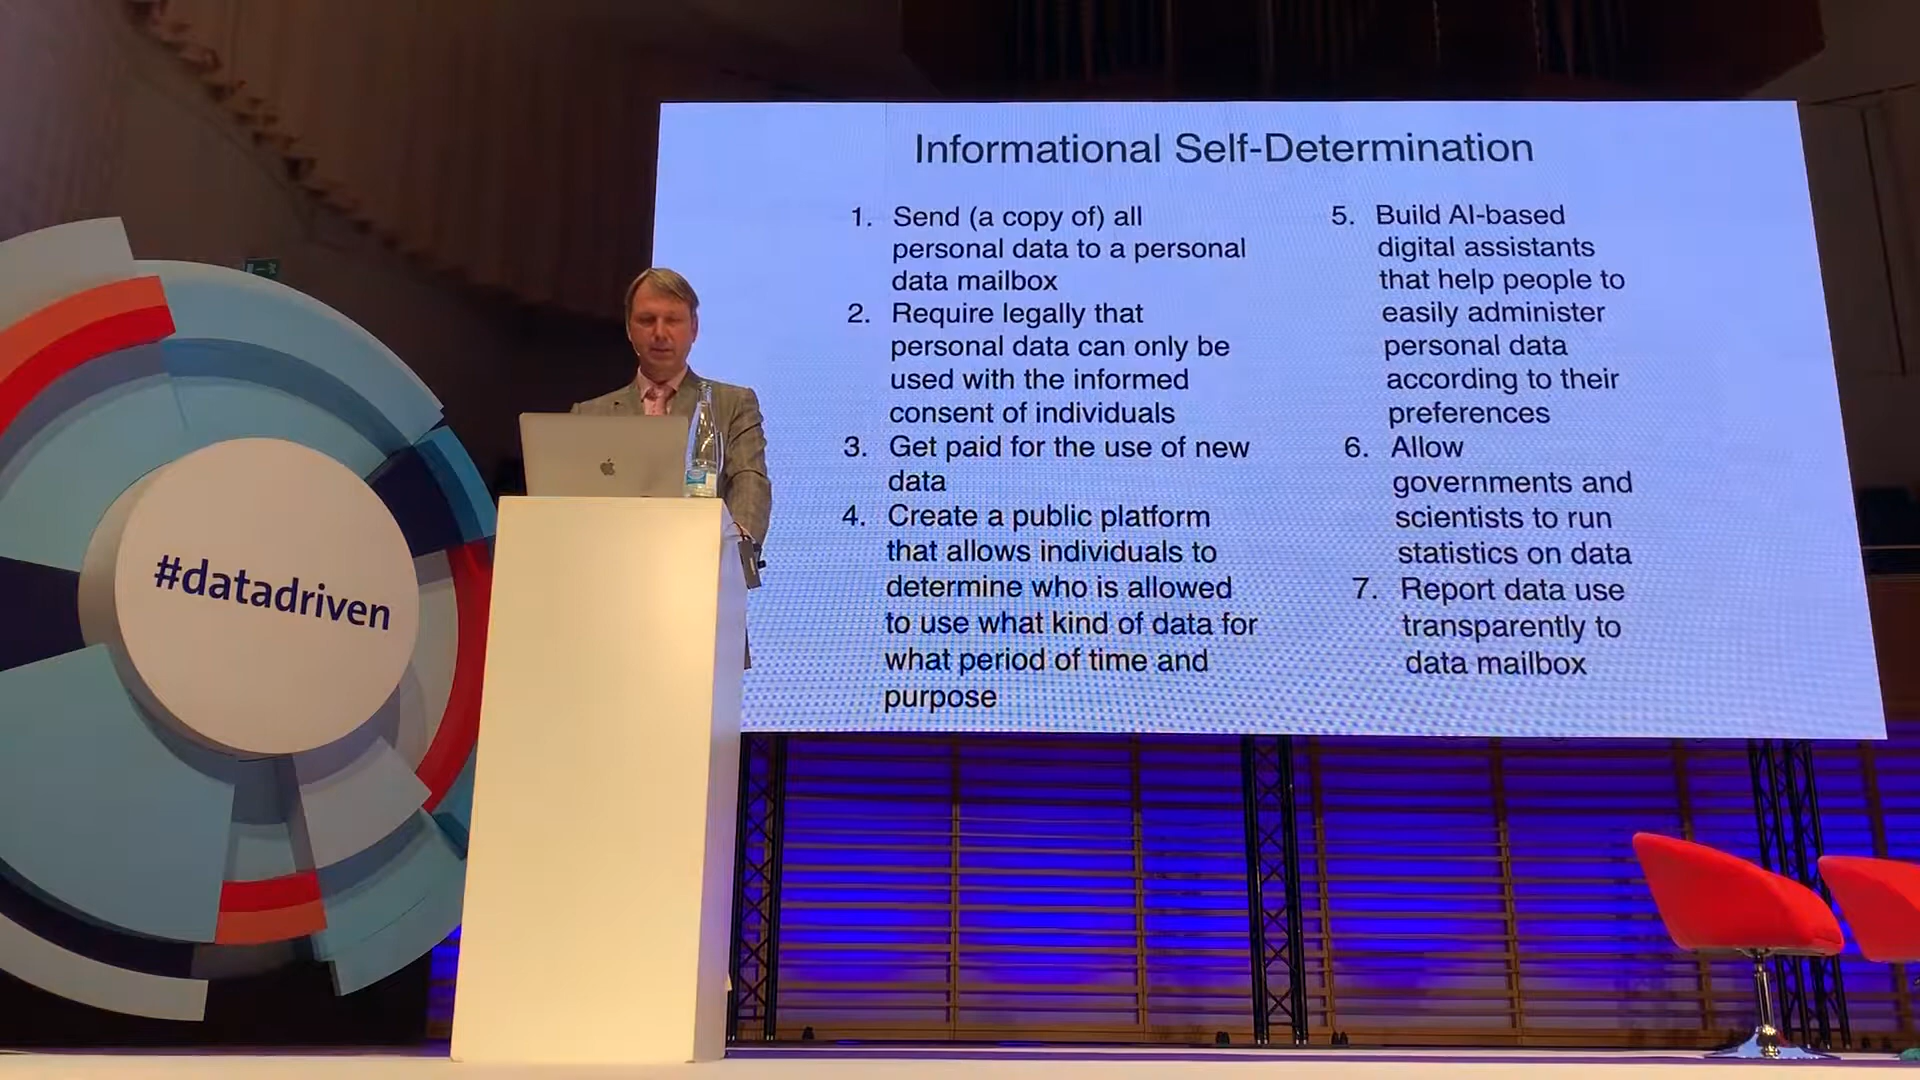 Informational Self-Determination
1. Send (a copy of) all
personal data to a personal
data mailbox
2. Require legally that
personal data can only be
used with the informed
consent of individuals
3. Get paid for the use of new
data
4. Create a public platform
that allows individuals to
determine who is allowed
to use what kind of data for
what period of time and
purpose
5. Build AI-based
digital assistants
that help people to
easily administer
personal data
according to their
preferences
6. Allow
governments and
scientists to run
statistics on data
7. Report data use
transparently to
data mailbox
#datadriven